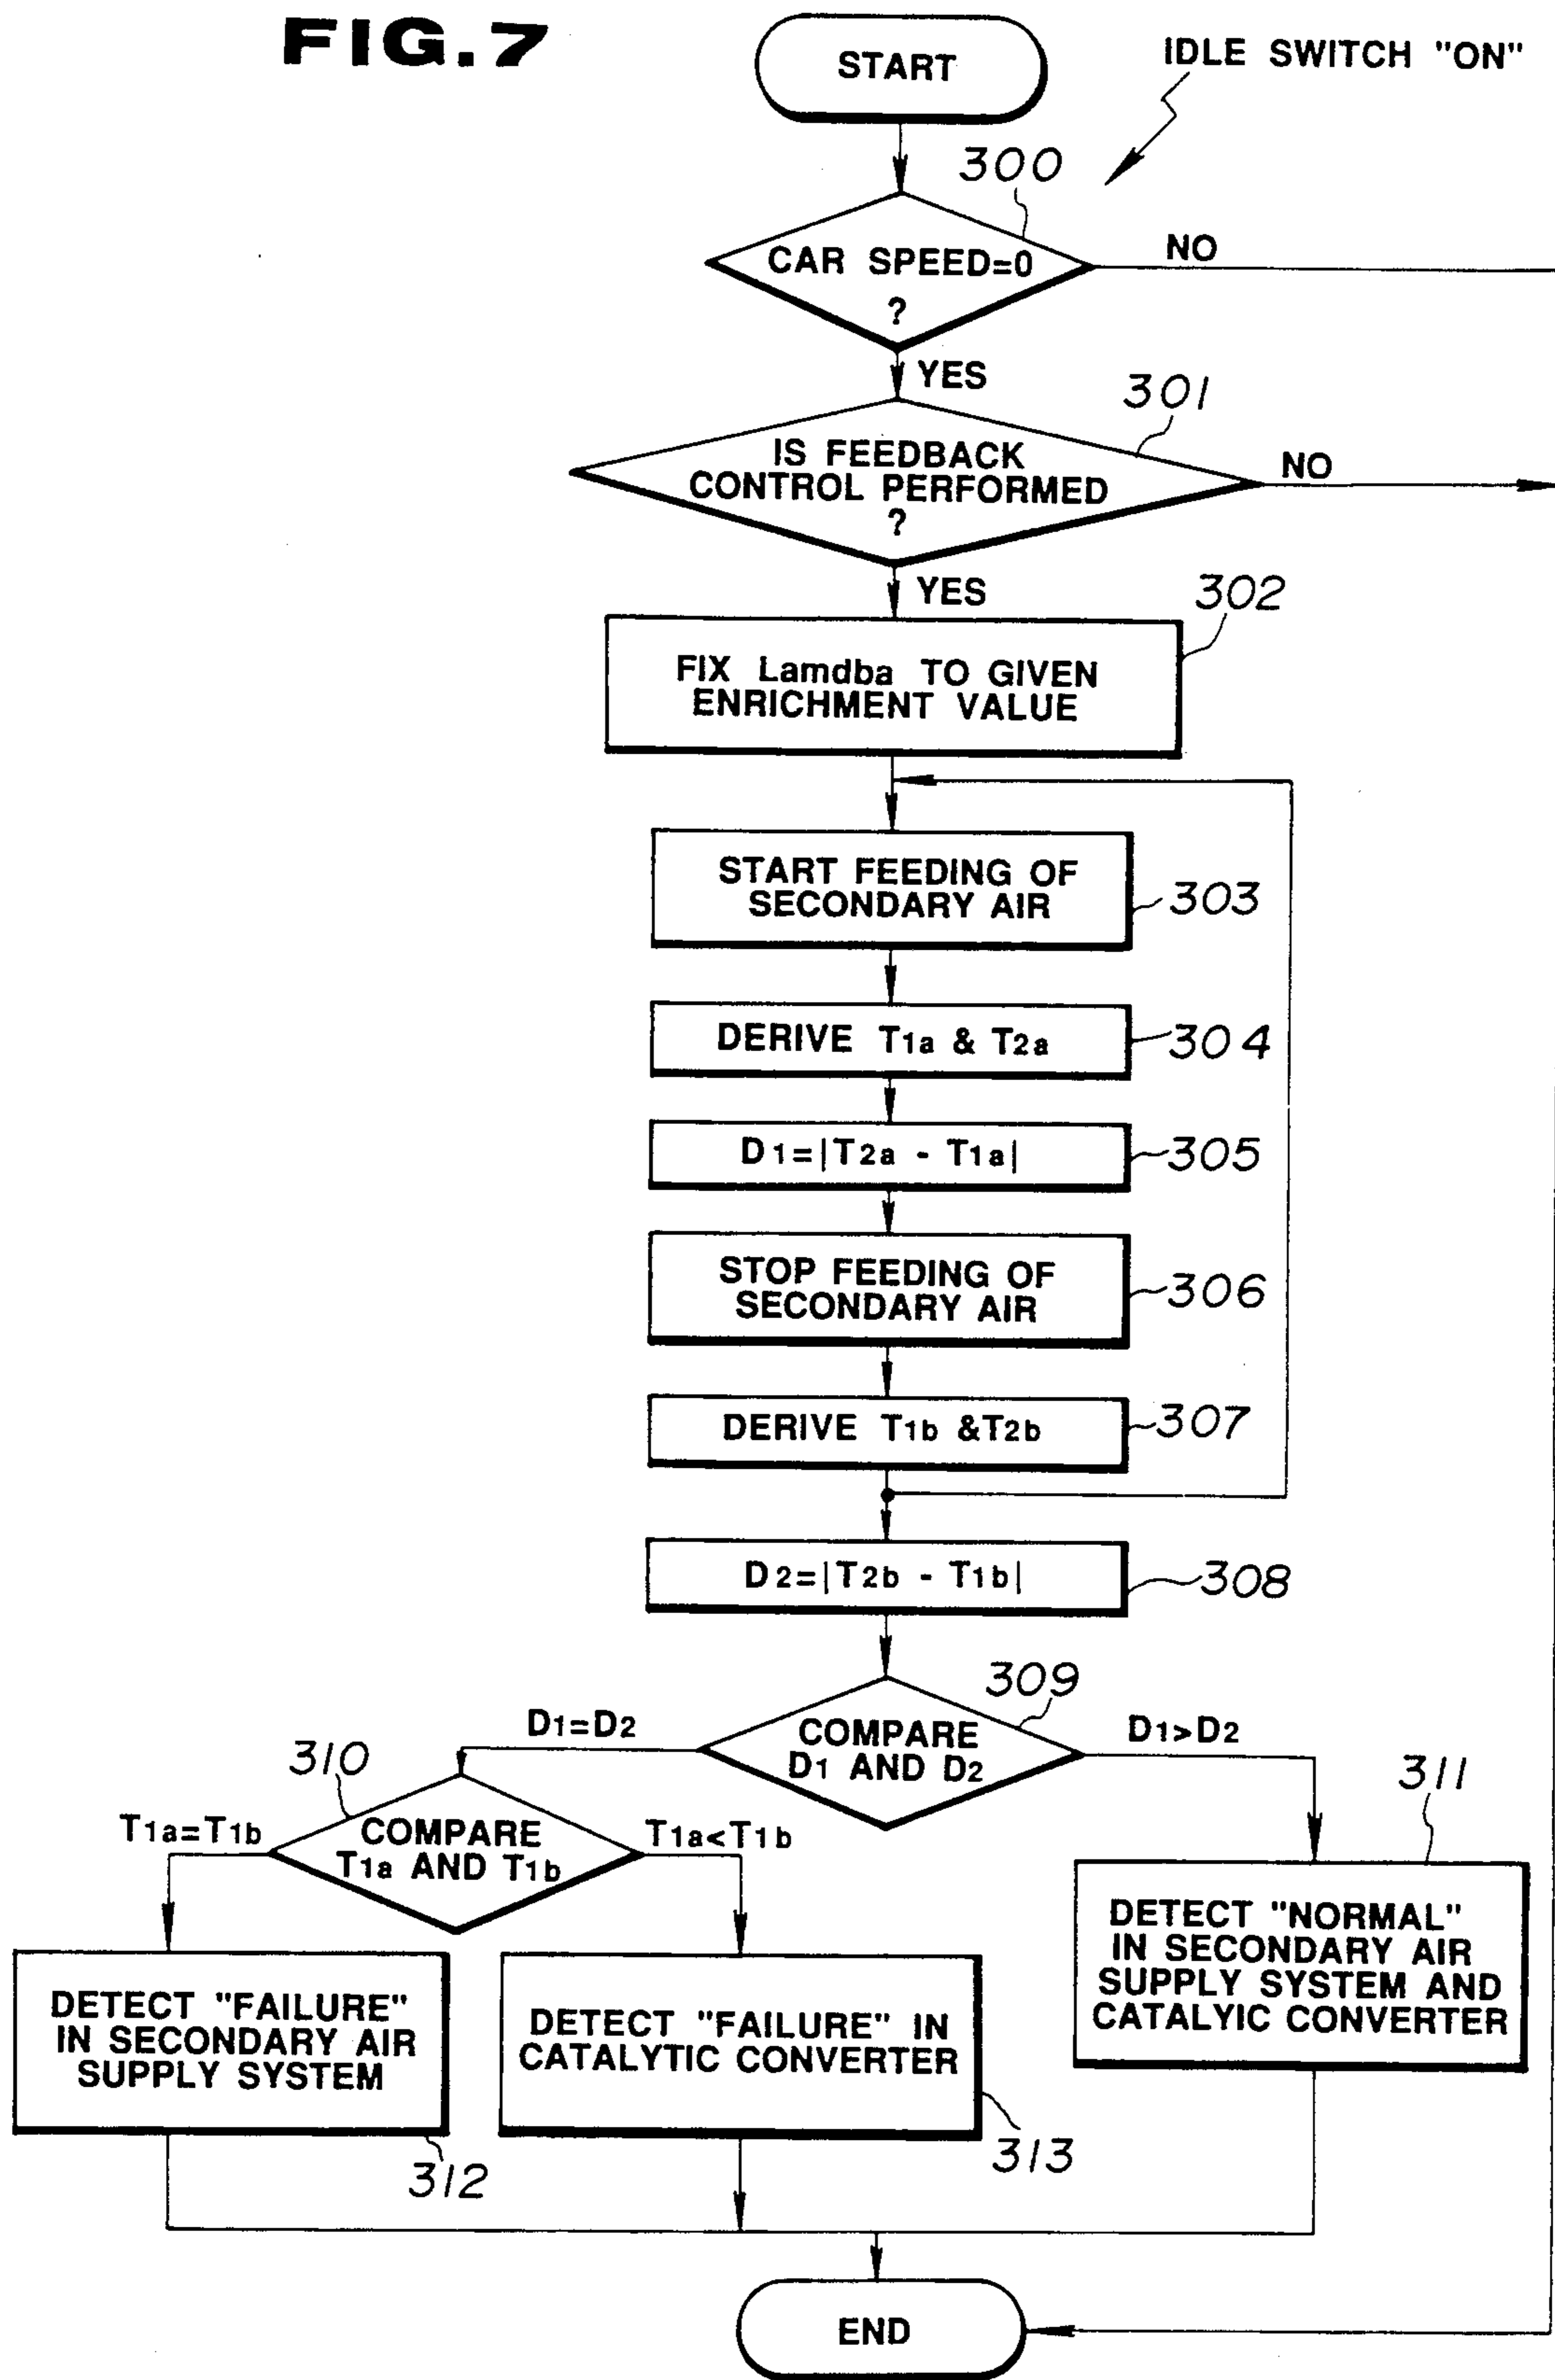 FIG.7
START
IDLE SWITCH "ON"
300
CAR SPEED=0
?
NO
YES
301
IS FEEDBACK
CONTROL PERFORMED
?
NO
YES
302
FIX Lamdba TO GIVEN
ENRICHMENT VALUE
START FEEDING OF
SECONDARY AIR
303
DERIVE T1a & T2a
304
D1=|T2a - T1a|
305
STOP FEEDING OF
SECONDARY AIR
306
DERIVE T1b &T2b
307
D2=|T2b - T1b|
308
309
COMPARE
D1 AND D2
D1=D2
D1>D2
310
COMPARE
T1a AND T1b
T1a=T1b
T1a<T1b
311
DETECT "NORMAL"
IN SECONDARY AIR
SUPPLY SYSTEM AND
CATALYIC CONVERTER
DETECT "FAILURE"
IN SECONDARY AIR
SUPPLY SYSTEM
312
DETECT "FAILURE" IN
CATALYTIC CONVERTER
313
END